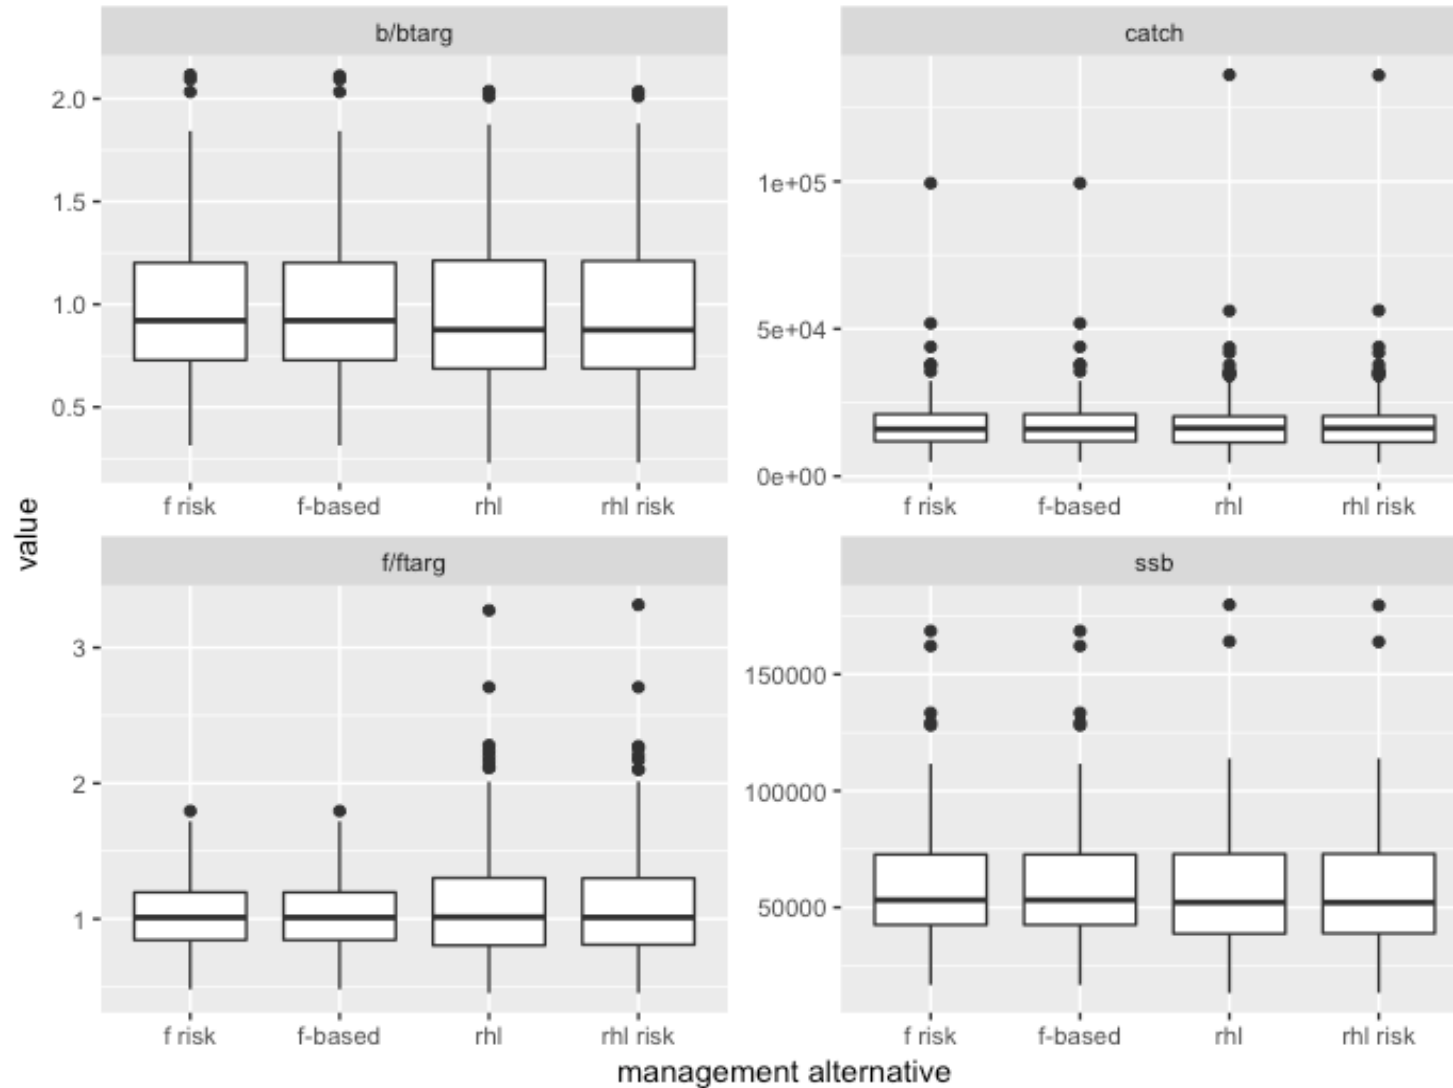 b/btarg
catch
2.0
1.5
1.0
0.5
1e+05
5e+04
0e+00
f risk f-based rhl rhl risk
f risk f-based rhl rhl risk
value
f/ftarg
ssb
3
2
1
150000
100000
50000
f risk f-based rhl rhl risk
f risk f-based rhl rhl risk
management alternative